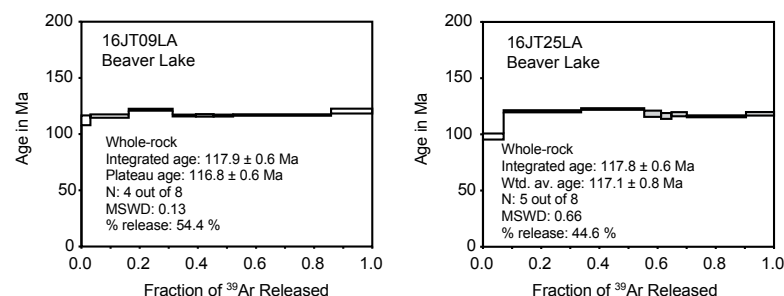 200
150
100
50
0
Age in Ma
16JT09LA
Beaver Lake
Whole-rock
Integrated age: 117.9 ± 0.6 Ma
Plateau age: 116.8 ± 0.6 Ma
N: 4 out of 8
MSWD: 0.13
% release: 54.4 %
0.0 0.2 0.4 0.6 0.8 1.0
Fraction of ³⁹Ar Released
200
150
100
50
0
Age in Ma
16JT25LA
Beaver Lake
Whole-rock
Integrated age: 117.8 ± 0.6 Ma
Wtd. av. age: 117.1 ± 0.8 Ma
N: 5 out of 8
MSWD: 0.66
% release: 44.6 %
0.0 0.2 0.4 0.6 0.8 1.0
Fraction of ³⁹Ar Released